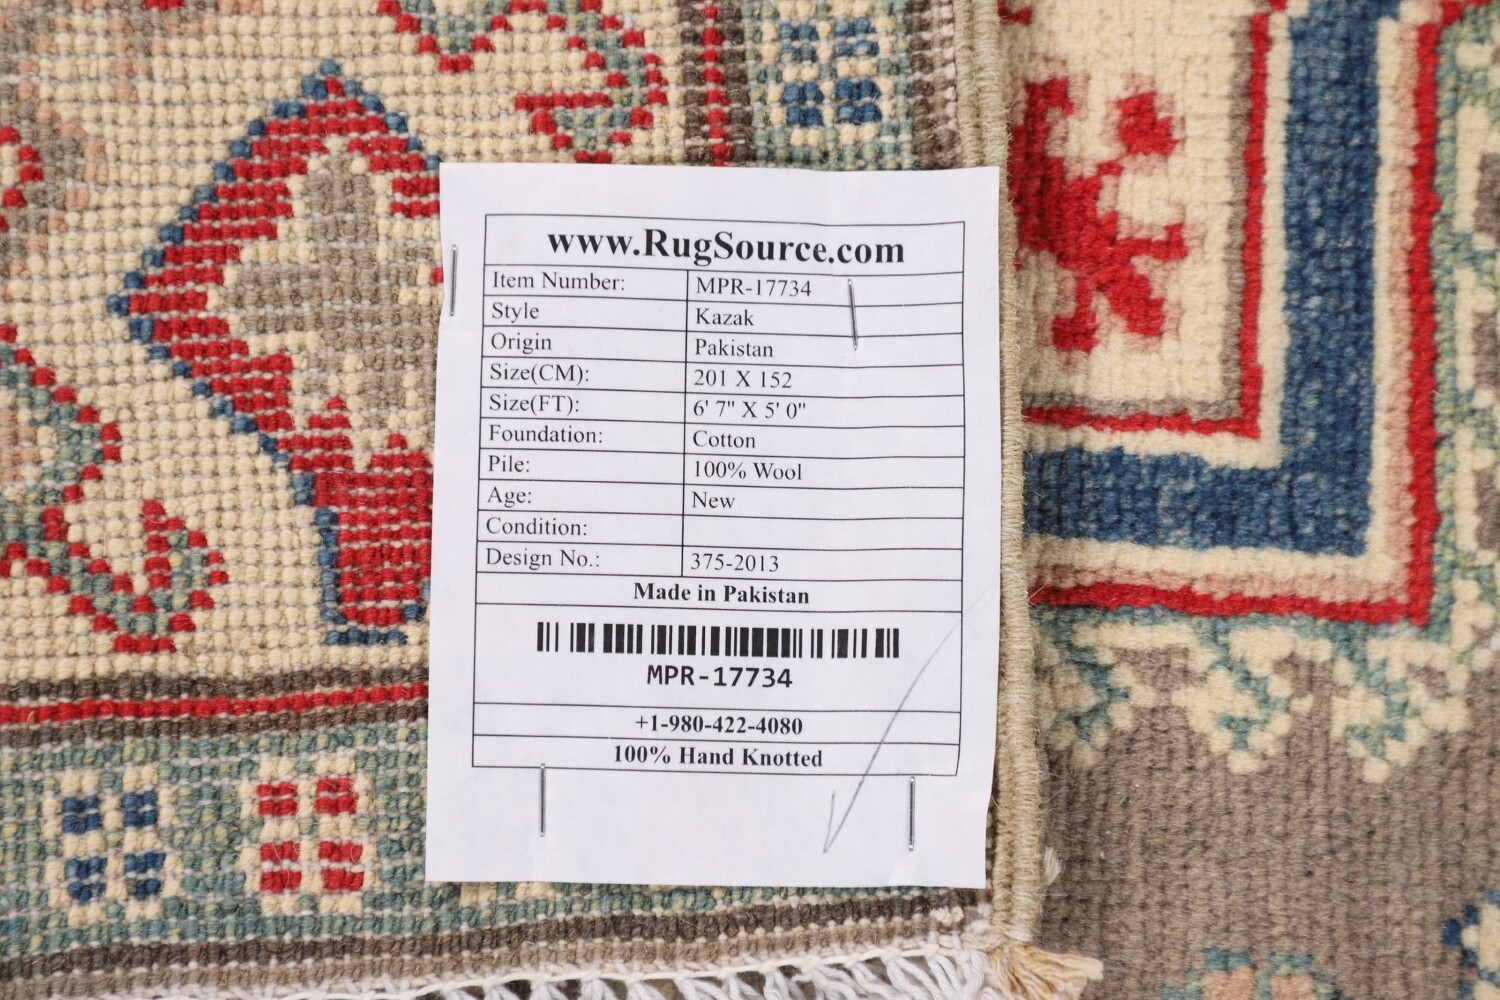 www.RugSource.com
Item Number: MPR-17734
Style Kazak
Origin Pakistan
Size(CM): 201 X 152
Size(FT): 6' 7" X 5' 0"
Foundation: Cotton
Pile: 100% Wool
Age: New
Condition:
Design No.: 375-2013
Made in Pakistan
MPR-17734
+1-980-422-4080
100% Hand Knotted